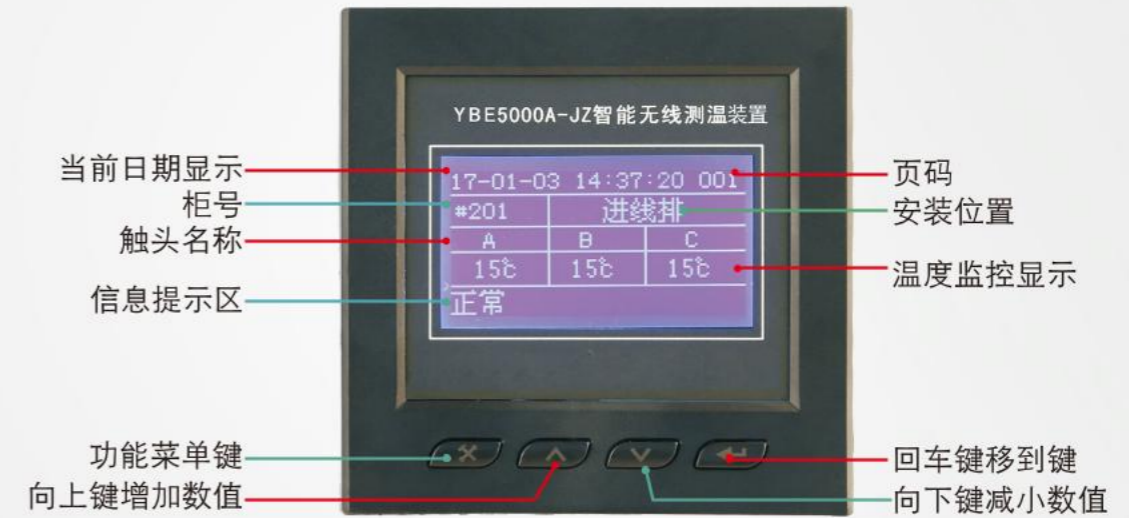 YBE5000A-JZ智能无线测温装置
当前日期显示
17-01-03 14:37:20 001
页码
柜号
#201 进线排
安装位置
触头名称
A B C
15℃ 15℃ 15℃
温度监控显示
信息提示区
正常
功能菜单键
回车键移到键
向上键增加数值
向下键减小数值